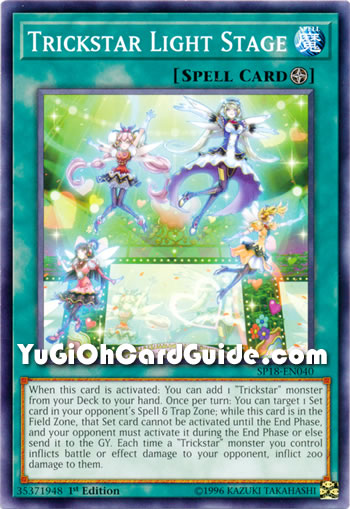 TRICKSTAR LIGHT STAGE
SPELL
魔
[SPELL CARD]
YuGiOhCardGuide.com
SP18-EN040
When this card is activated: You can add 1 "Trickstar" monster
from your Deck to your hand. Once per turn: You can target 1 Set
card in your opponent's Spell & Trap Zone; while this card is in the
Field Zone, that Set card cannot be activated until the End Phase,
and your opponent must activate it during the End Phase or else
send it to the GY. Each time a "Trickstar" monster you control
inflicts battle or effect damage to your opponent, inflict 200
damage to them.
35371948 1st Edition ©1996 KAZUKI TAKAHASHI